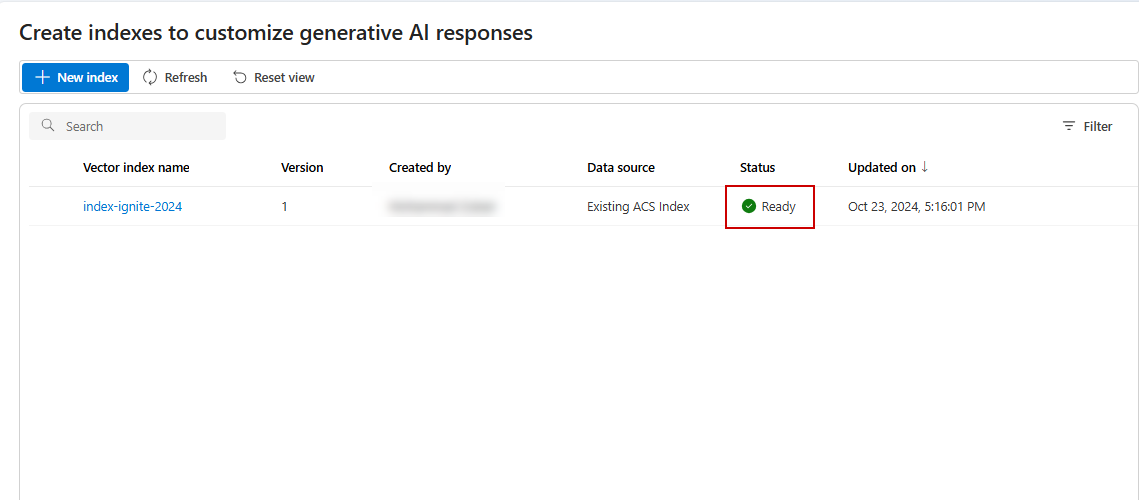 Create indexes to customize generative AI responses
New index Refresh Reset view
Search Filter
Vector index name Version Created by Data source Status Updated on
index-ignite-2024 1 Existing ACS Index Ready Oct 23, 2024, 5:16:01 PM